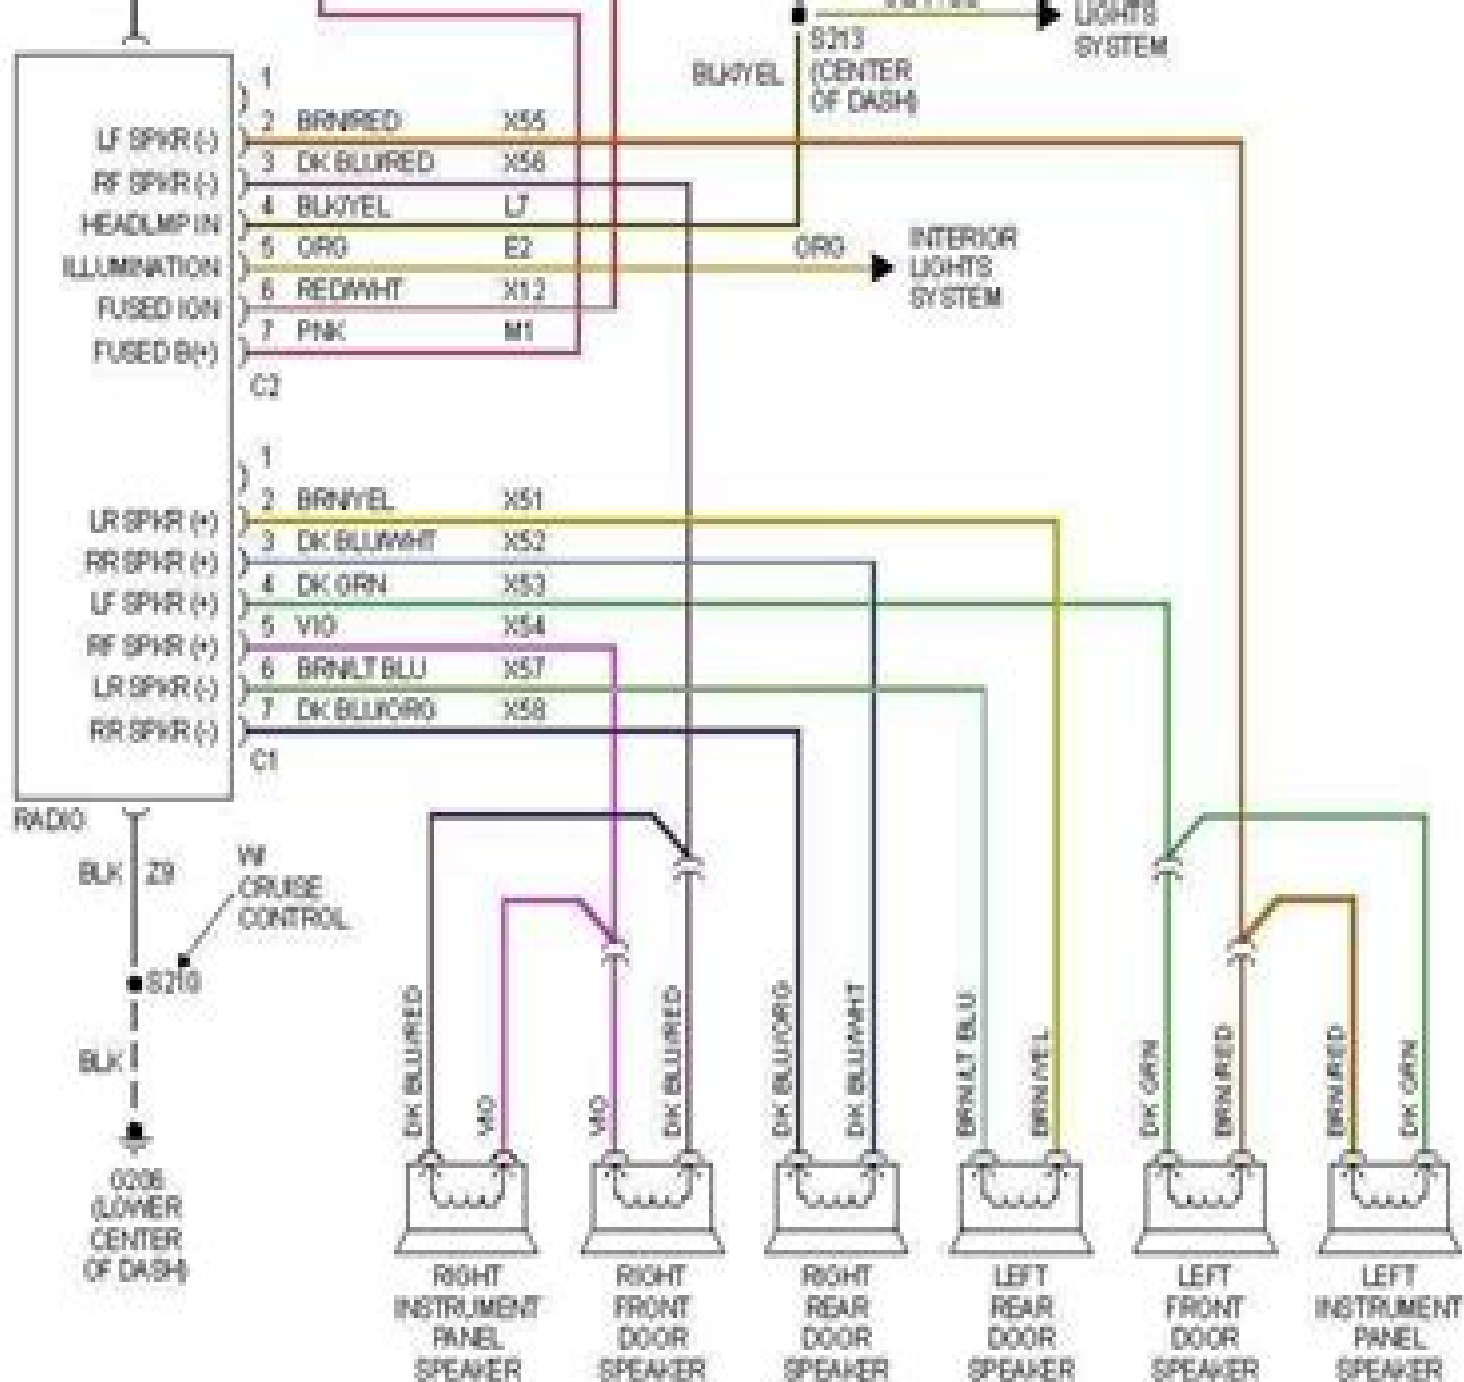 LIGHTS
SYSTEM
S213
(CENTER
OF DASH)
BLK/YEL
1
LF SPKR (-) 2 BRN/RED X55
RF SPKR (-) 3 DK BLU/RED X56
HEADLMP IN 4 BLK/YEL L7
ILLUMINATION 5 ORG E2 ORG
INTERIOR
LIGHTS
SYSTEM
FUSED IGN 6 RED/WHT X12
FUSED B(+) 7 PNK M1
C2
1
LR SPKR (+) 2 BRN/YEL X51
RR SPKR (+) 3 DK BLU/WHT X52
LF SPKR (+) 4 DK GRN X53
RF SPKR (+) 5 VIO X54
LR SPKR (-) 6 BRN/LT BLU X57
RR SPKR (-) 7 DK BLU/ORG X58
C1
RADIO
BLK Z9
W/
CRUISE
CONTROL
S210
BLK
G206
(LOWER
CENTER
OF DASH)
DK BLU/RED
VIO
VIO
DK BLU/RED
DK BLU/ORG
DK BLU/WHT
BRN/LT BLU
BRN/YEL
DK GRN
BRN/RED
BRN/RED
DK GRN
RIGHT
INSTRUMENT
PANEL
SPEAKER
RIGHT
FRONT
DOOR
SPEAKER
RIGHT
REAR
DOOR
SPEAKER
LEFT
REAR
DOOR
SPEAKER
LEFT
FRONT
DOOR
SPEAKER
LEFT
INSTRUMENT
PANEL
SPEAKER